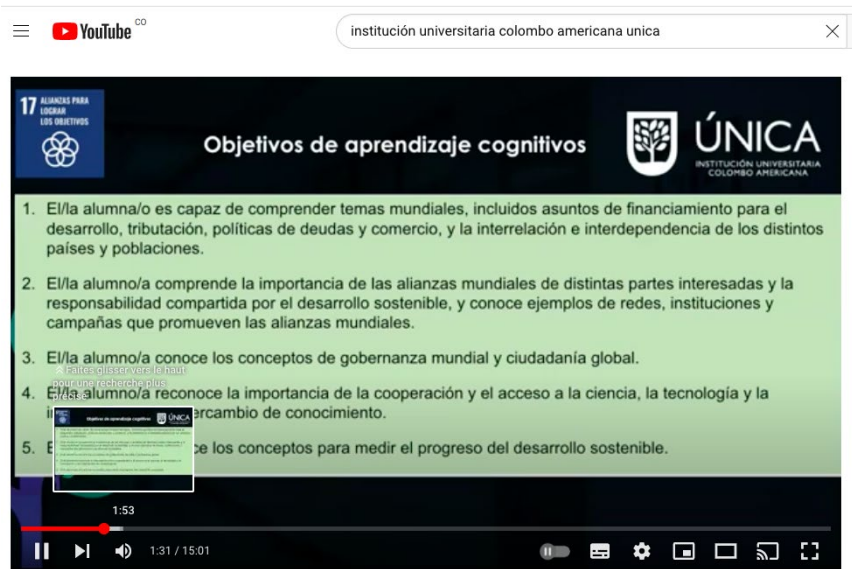 YouTube CO
institución universitaria colombo americana unica
17 ALIANZAS PARA
LOGRAR
LOS OBJETIVOS
Objetivos de aprendizaje cognitivos
ÚNICA
INSTITUCIÓN UNIVERSITARIA
COLOMBO AMERICANA
1. El/la alumna/o es capaz de comprender temas mundiales, incluidos asuntos de financiamiento para el
desarrollo, tributación, políticas de deudas y comercio, y la interrelación e interdependencia de los distintos
países y poblaciones.
2. El/la alumno/a comprende la importancia de las alianzas mundiales de distintas partes interesadas y la
responsabilidad compartida por el desarrollo sostenible, y conoce ejemplos de redes, instituciones y
campañas que promueven las alianzas mundiales.
3. El/la alumno/a conoce los conceptos de gobernanza mundial y ciudadanía global.
Faites glisser vers le haut
pour une recherche plus
précise
4. El/la alumno/a reconoce la importancia de la cooperación y el acceso a la ciencia, la tecnología y la
ercambio de conocimiento.
5. E ce los conceptos para medir el progreso del desarrollo sostenible.
Objetivos de aprendizaje cognitivos
ÚNICA
1:53
1:31 / 15:01